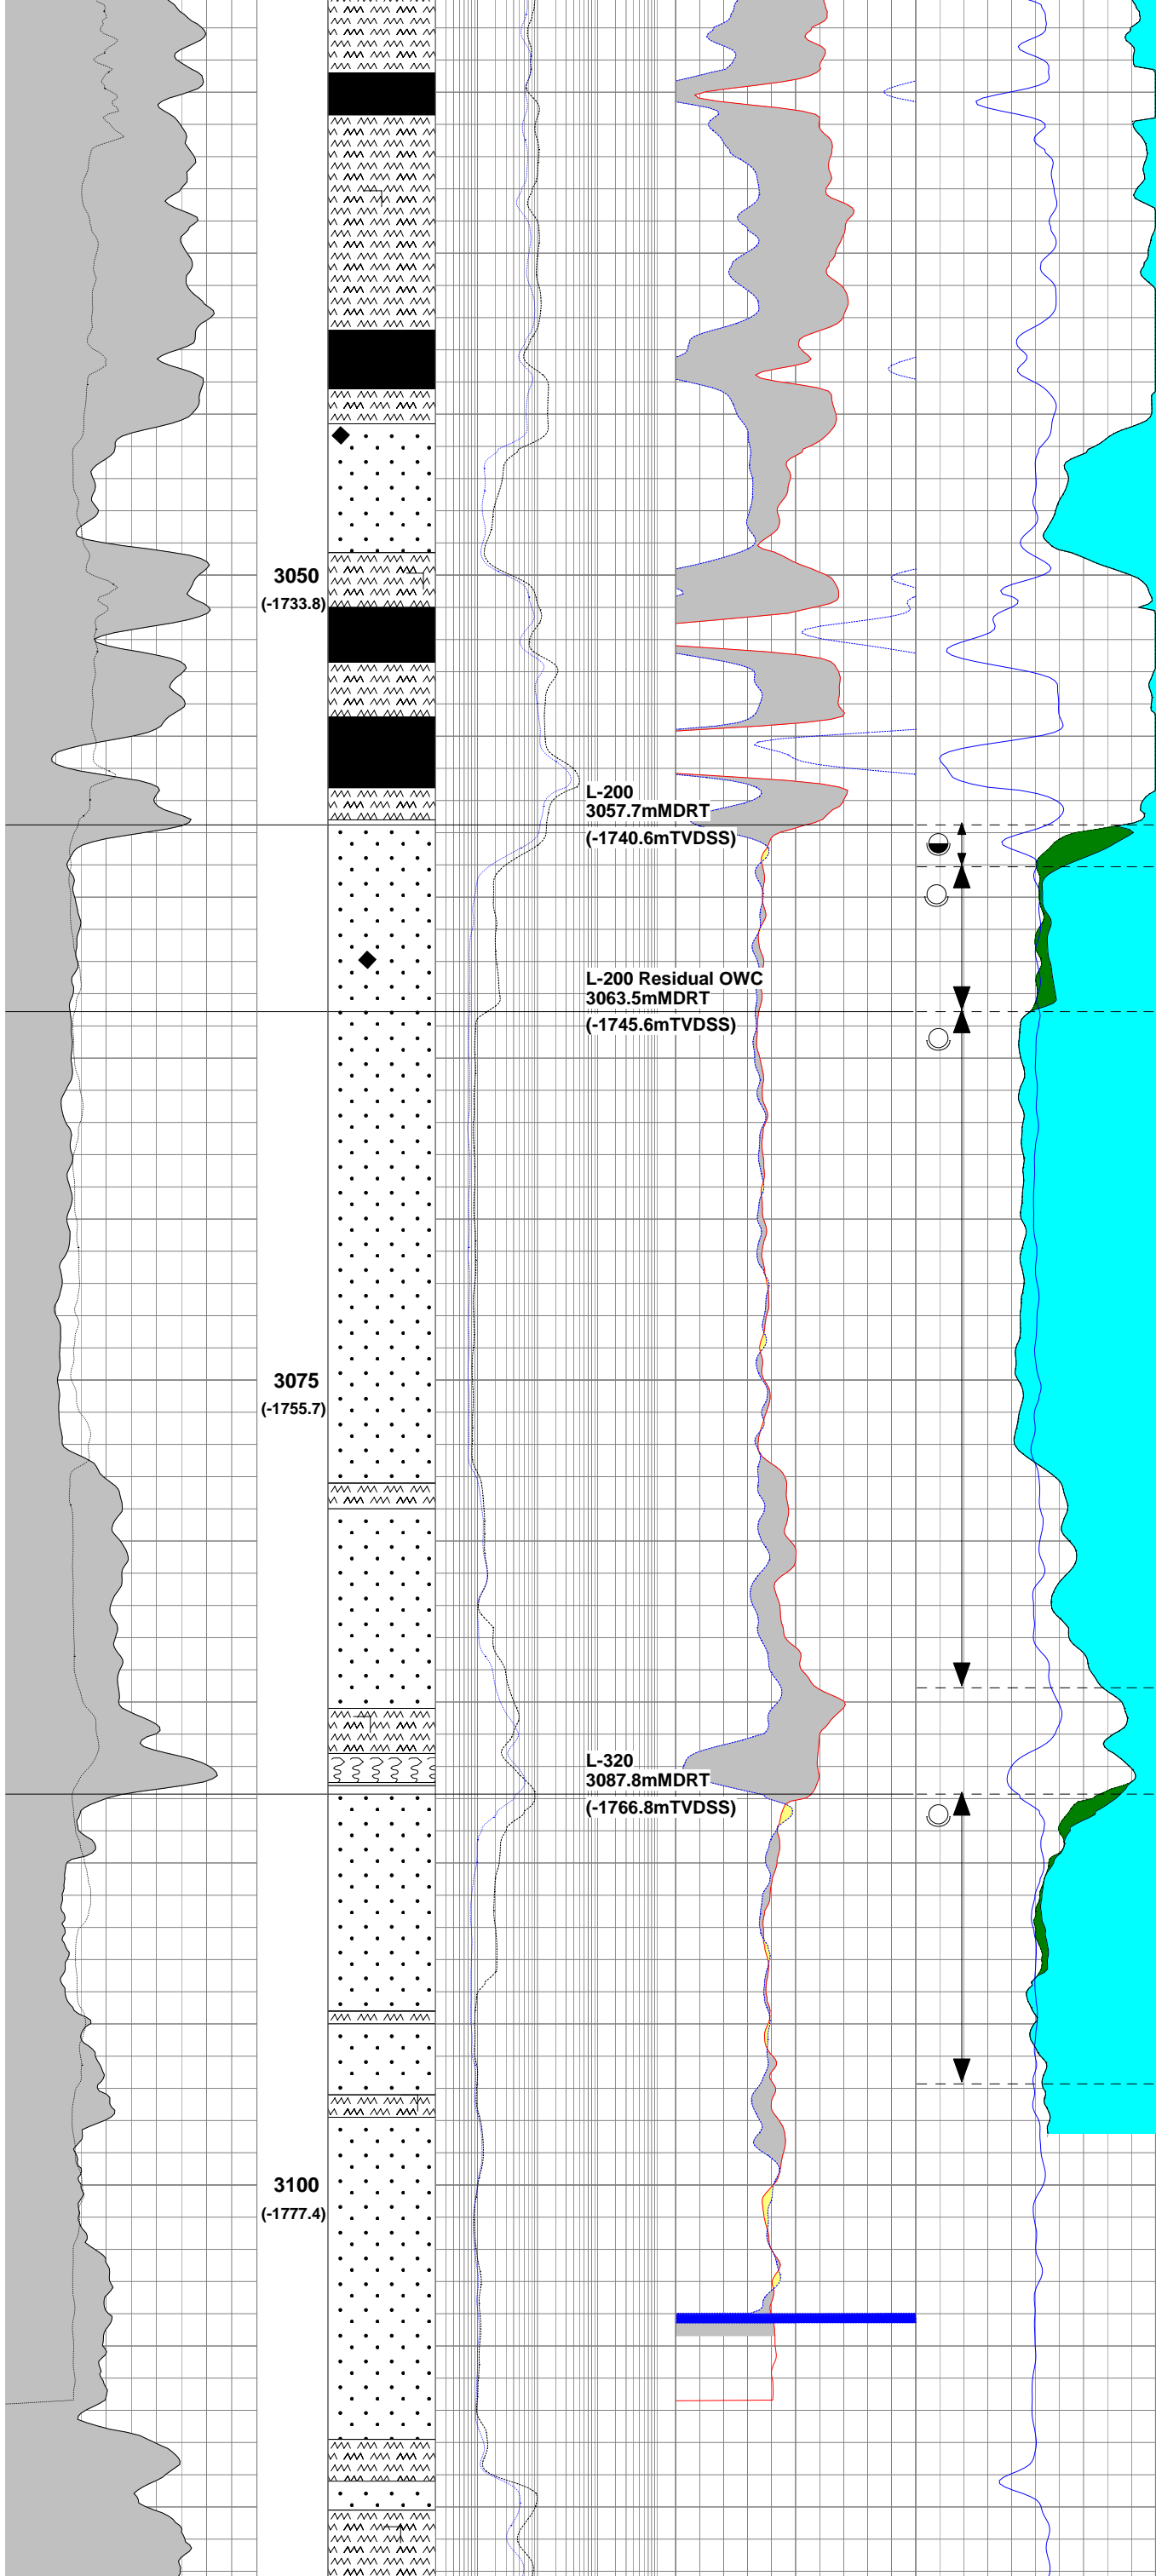 3050
(-1733.8)
L-200
3057.7mMDRT
(-1740.6mTVDSS)
L-200 Residual OWC
3063.5mMDRT
(-1745.6mTVDSS)
3075
(-1755.7)
L-320
3087.8mMDRT
(-1766.8mTVDSS)
3100
(-1777.4)